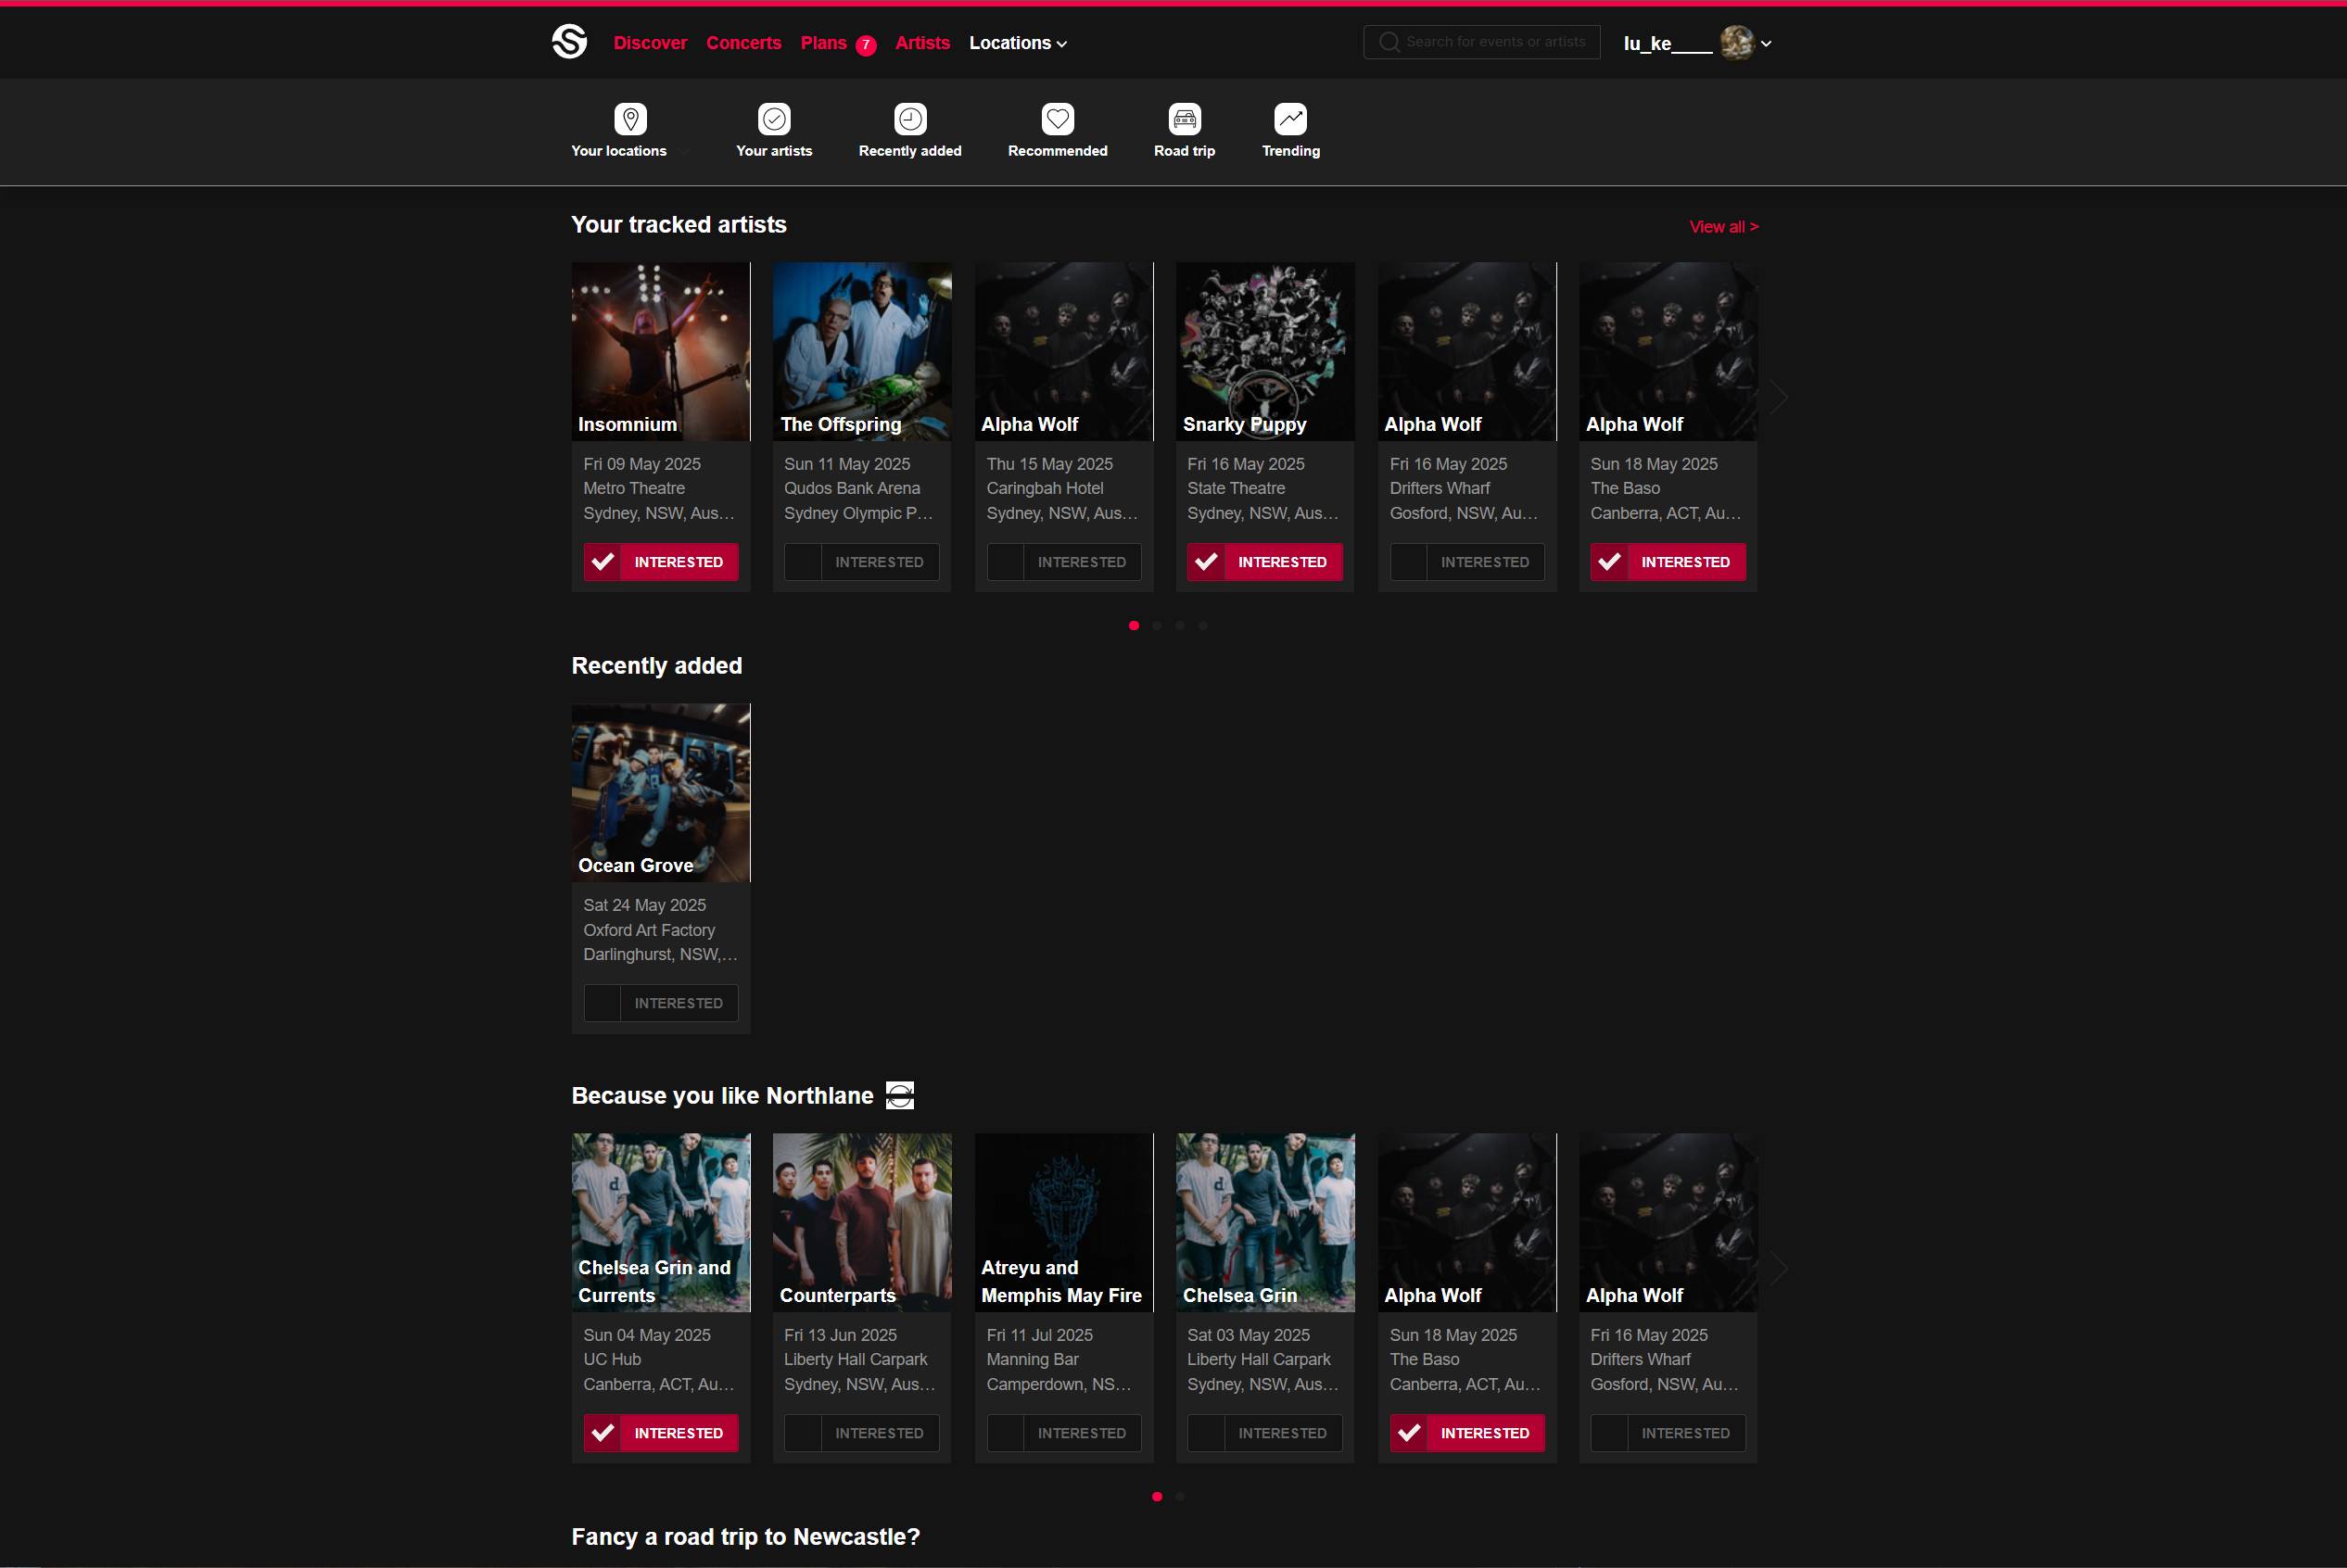 Discover Concerts Plans 7 Artists Locations
Search for events or artists
lu_ke____
Your locations
Your artists
Recently added
Recommended
Road trip
Trending
Your tracked artists
View all >
Insomnium
Fri 09 May 2025
Metro Theatre
Sydney, NSW, Aus…
INTERESTED
The Offspring
Sun 11 May 2025
Qudos Bank Arena
Sydney Olympic P…
INTERESTED
Alpha Wolf
Thu 15 May 2025
Caringbah Hotel
Sydney, NSW, Aus…
INTERESTED
Snarky Puppy
Fri 16 May 2025
State Theatre
Sydney, NSW, Aus…
INTERESTED
Alpha Wolf
Fri 16 May 2025
Drifters Wharf
Gosford, NSW, Au…
INTERESTED
Alpha Wolf
Sun 18 May 2025
The Baso
Canberra, ACT, Au…
INTERESTED
Recently added
Ocean Grove
Sat 24 May 2025
Oxford Art Factory
Darlinghurst, NSW,…
INTERESTED
Because you like Northlane
Chelsea Grin and
Currents
Sun 04 May 2025
UC Hub
Canberra, ACT, Au…
INTERESTED
Counterparts
Fri 13 Jun 2025
Liberty Hall Carpark
Sydney, NSW, Aus…
INTERESTED
Atreyu and
Memphis May Fire
Fri 11 Jul 2025
Manning Bar
Camperdown, NS…
INTERESTED
Chelsea Grin
Sat 03 May 2025
Liberty Hall Carpark
Sydney, NSW, Aus…
INTERESTED
Alpha Wolf
Sun 18 May 2025
The Baso
Canberra, ACT, Au…
INTERESTED
Alpha Wolf
Fri 16 May 2025
Drifters Wharf
Gosford, NSW, Au…
INTERESTED
Fancy a road trip to Newcastle?